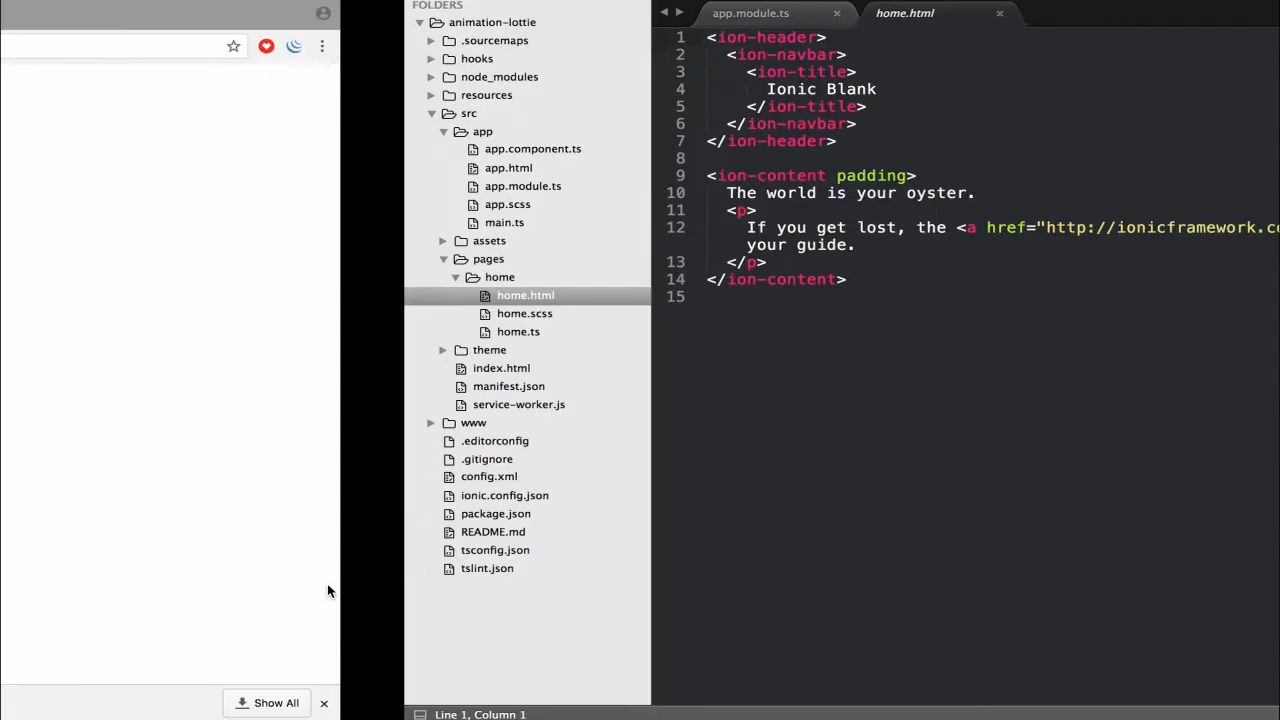 Show All
FOLDERS
animation-lottie
.sourcemaps
hooks
node_modules
resources
src
app
app.component.ts
app.html
app.module.ts
app.scss
main.ts
assets
pages
home
home.html
home.scss
home.ts
theme
index.html
manifest.json
service-worker.js
www
.editorconfig
.gitignore
config.xml
ionic.config.json
package.json
README.md
tsconfig.json
tslint.json
app.module.ts
home.html
1 <ion-header>
2 <ion-navbar>
3 <ion-title>
4 Ionic Blank
5 </ion-title>
6 </ion-navbar>
7 </ion-header>
8
9 <ion-content padding>
10 The world is your oyster.
11 <p>
12 If you get lost, the <a href="http://ionicframework.c
your guide.
13 </p>
14 </ion-content>
15
Line 1, Column 1